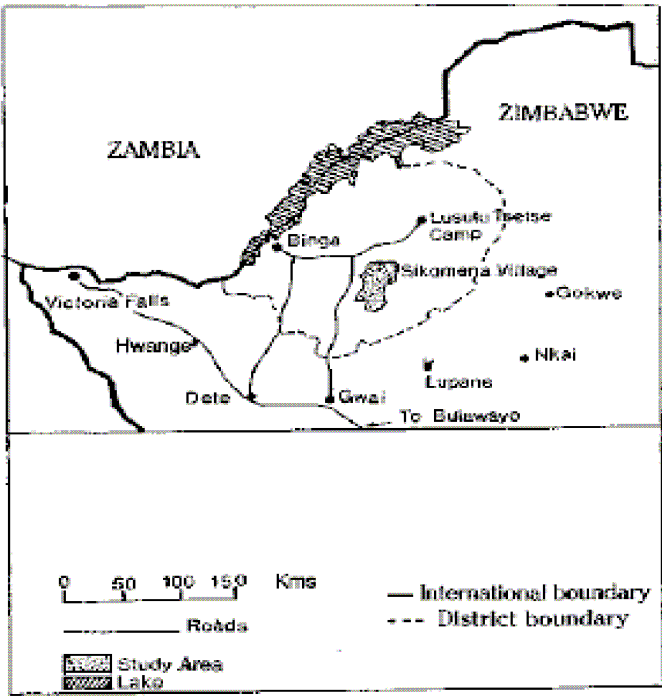 ZIMBABWE
ZAMBIA
Lusulu Tsetse
Camp
Binga
Sikomena Village
Victoria Falls
Gokwe
Hwange
Nkai
Lupane
Dete
Gwai
To Bulawayo
0 50 100 150 Kms
International boundary
District boundary
Roads
Study Area
Lake